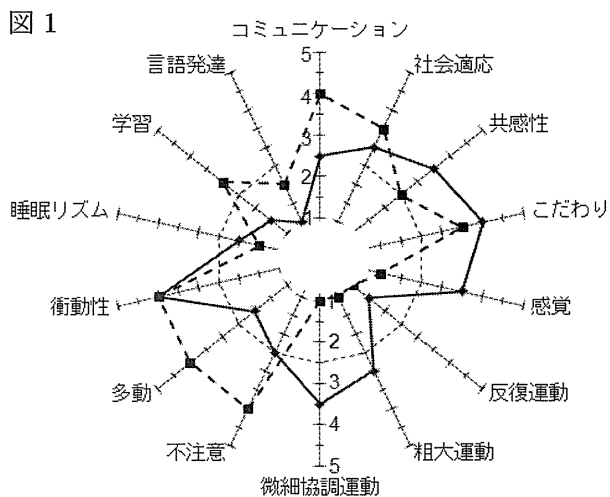 図 1
コミュニケーション
社会適応
共感性
こだわり
感覚
反復運動
粗大運動
微細協調運動
不注意
多動
衝動性
睡眠リズム
学習
言語発達
5
4
3
2
1
1
2
3
4
5